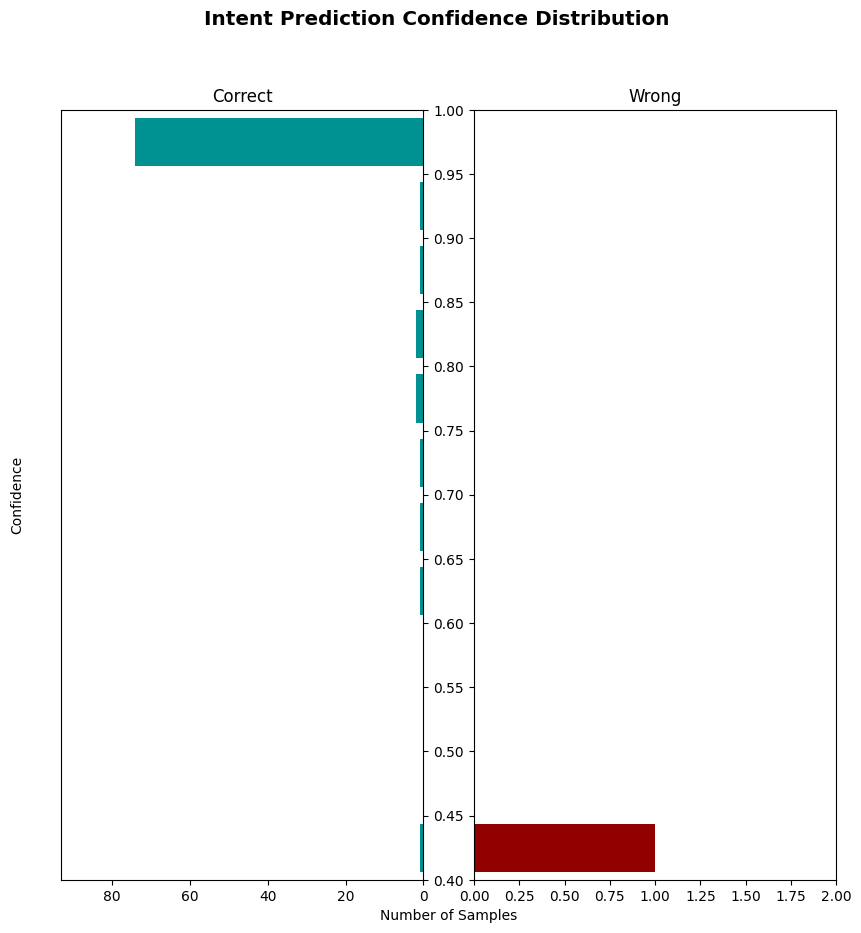 Intent Prediction Confidence Distribution
Correct
Wrong
1.00
0.95
0.90
0.85
0.80
0.75
0.70
0.65
0.60
0.55
0.50
0.45
0.40
Confidence
80 60 40 20 0
0.00 0.25 0.50 0.75 1.00 1.25 1.50 1.75 2.00
Number of Samples